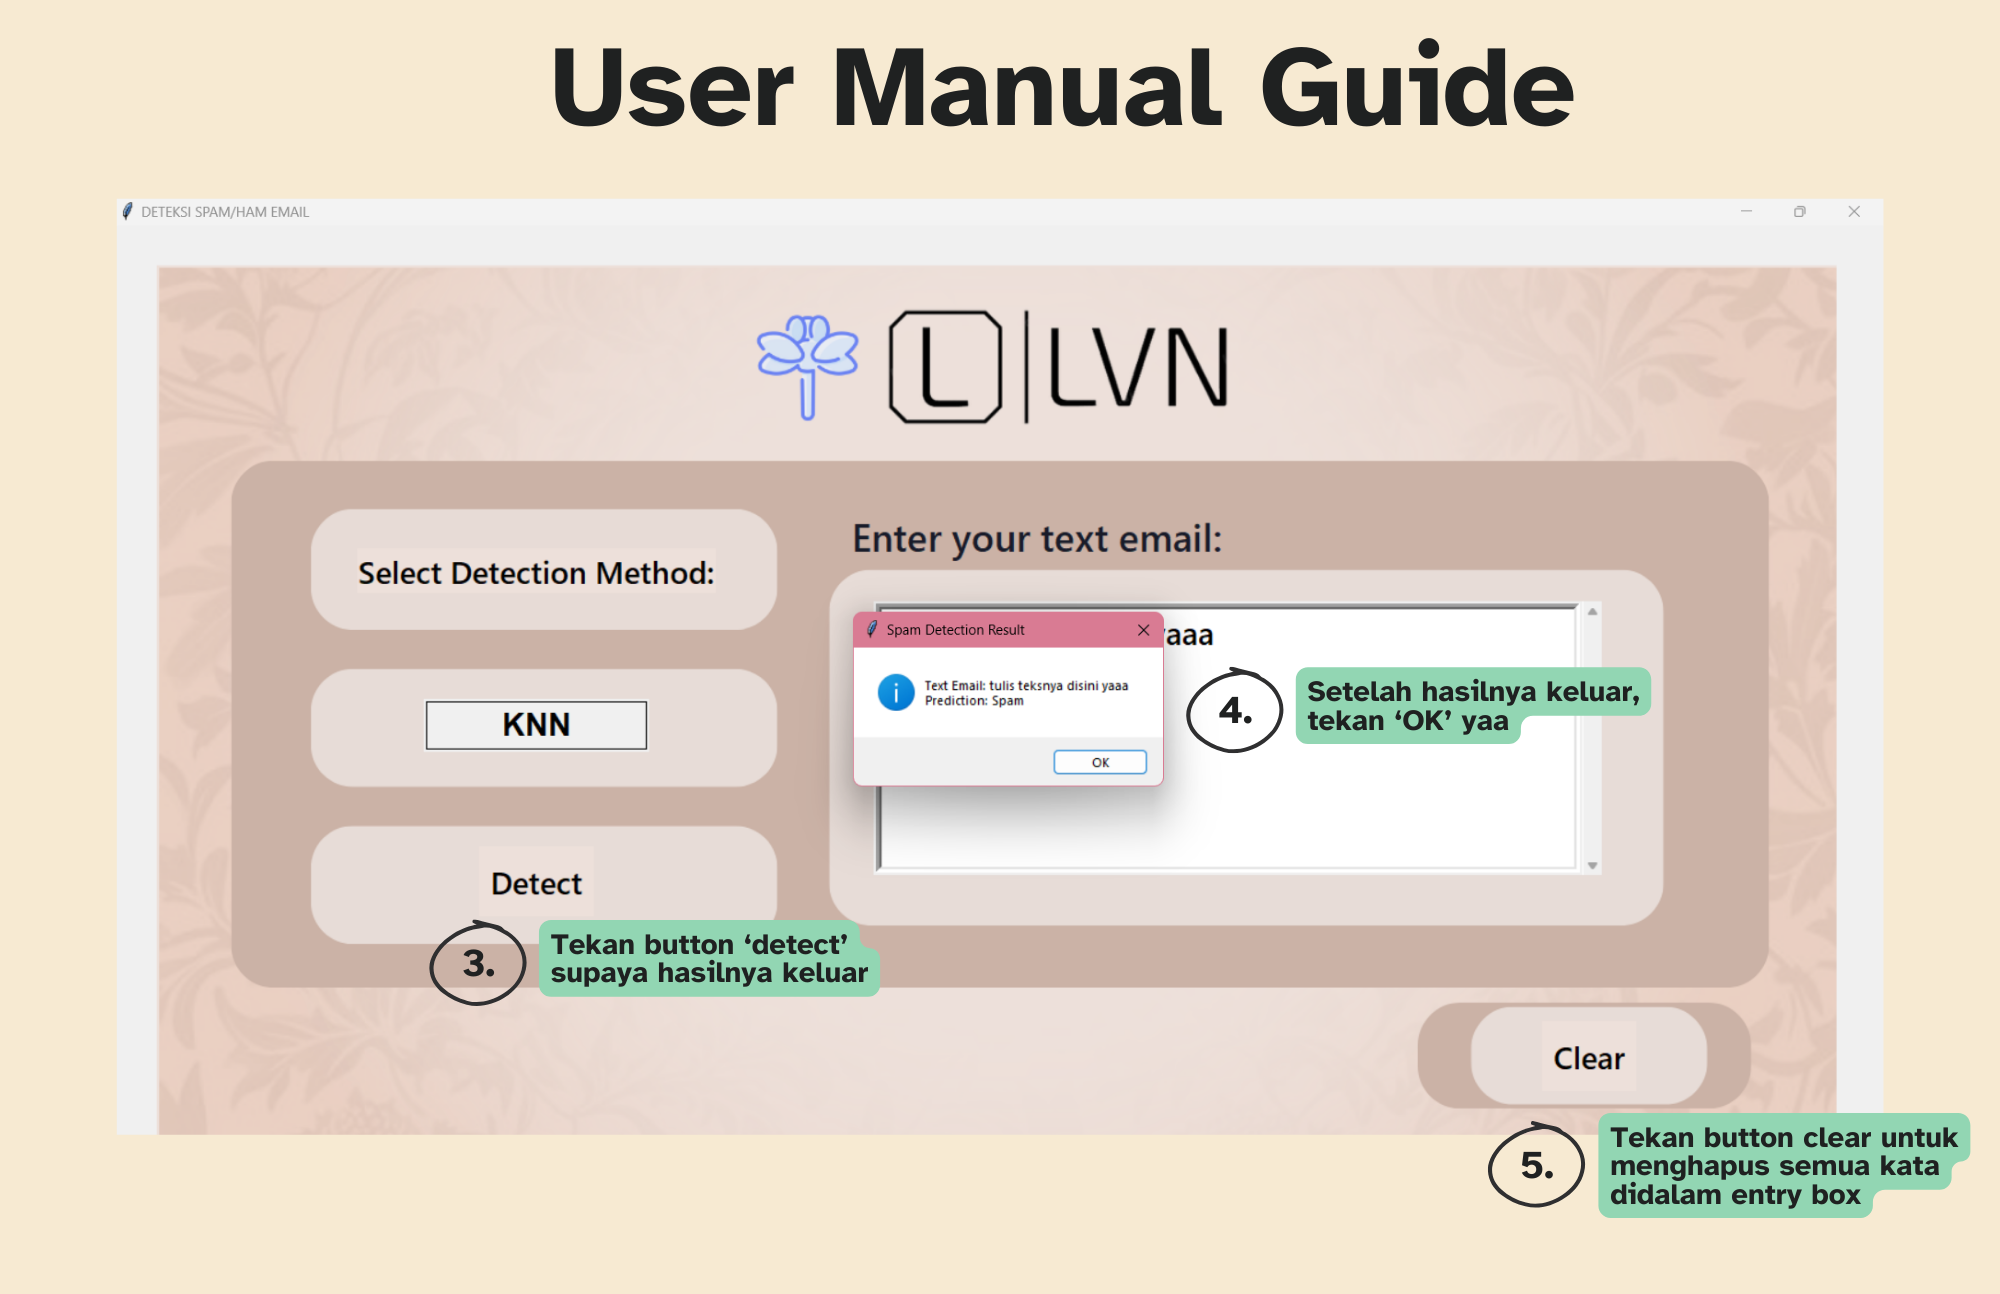 User Manual Guide
DETEKSI SPAM/HAM EMAIL
L LVN
Select Detection Method:
KNN
Detect
3.
Tekan button ‘detect’
supaya hasilnya keluar
Enter your text email:
yaaa
Spam Detection Result
Text Email: tulis teksnya disini yaaa
Prediction: Spam
OK
4.
Setelah hasilnya keluar,
tekan ‘OK’ yaa
Clear
5.
Tekan button clear untuk
menghapus semua kata
didalam entry box